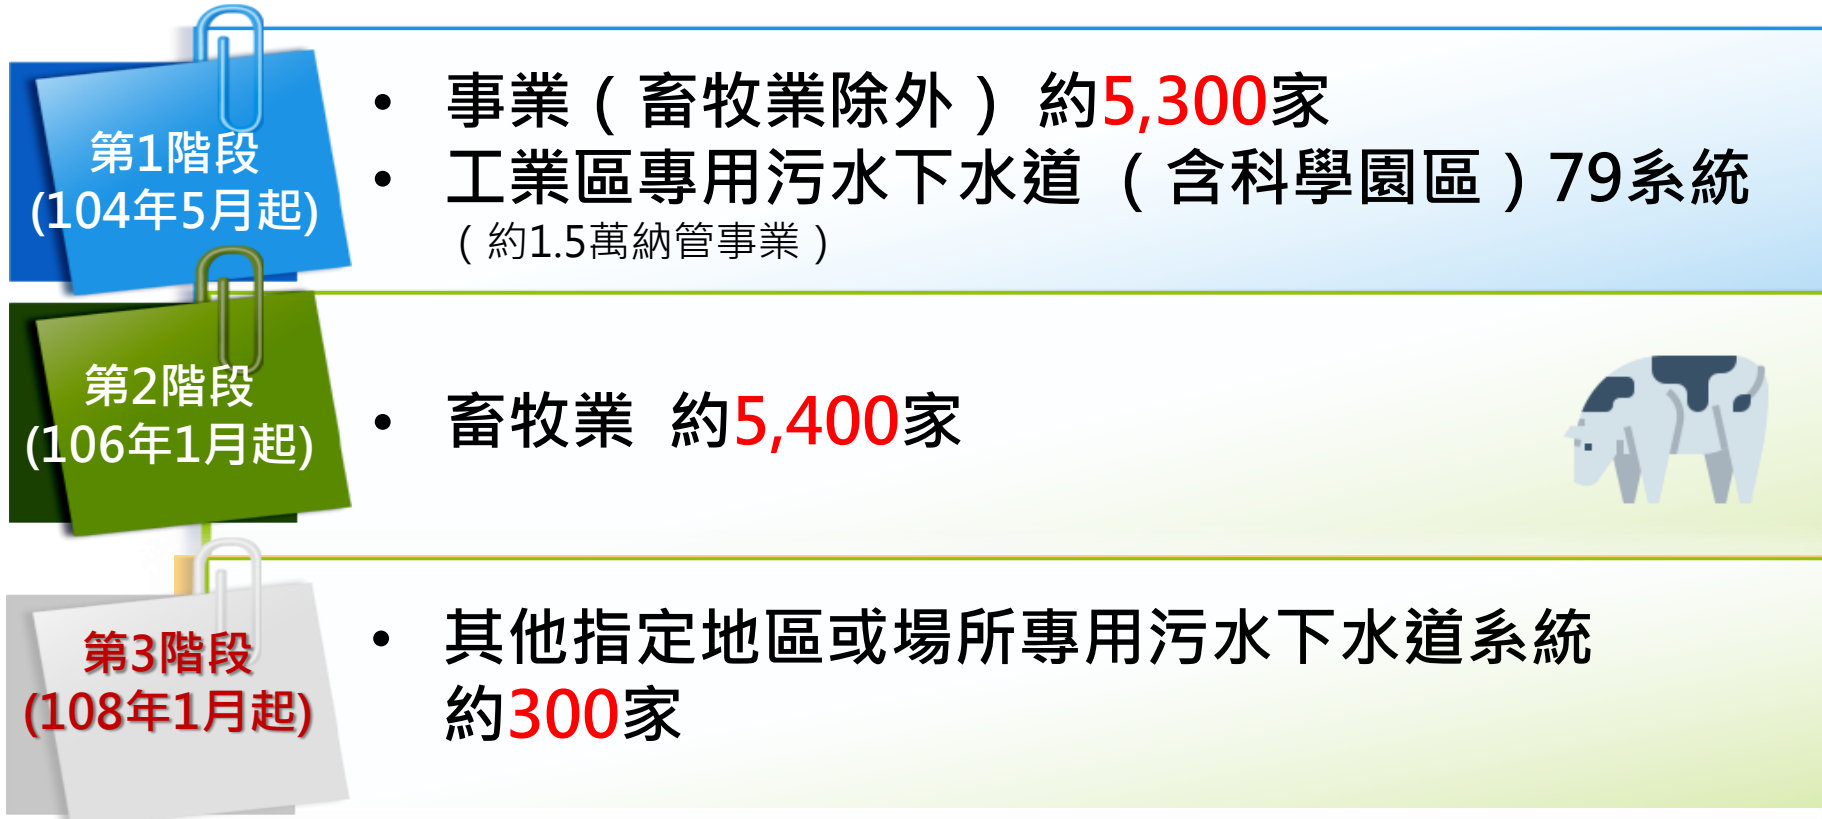 第1階段
(104年5月起)
• 事業（畜牧業除外） 約5,300家
• 工業區專用污水下水道 （含科學園區）79系統
（約1.5萬納管事業）
第2階段
(106年1月起)
• 畜牧業 約5,400家
第3階段
(108年1月起)
• 其他指定地區或場所專用污水下水道系統
約300家